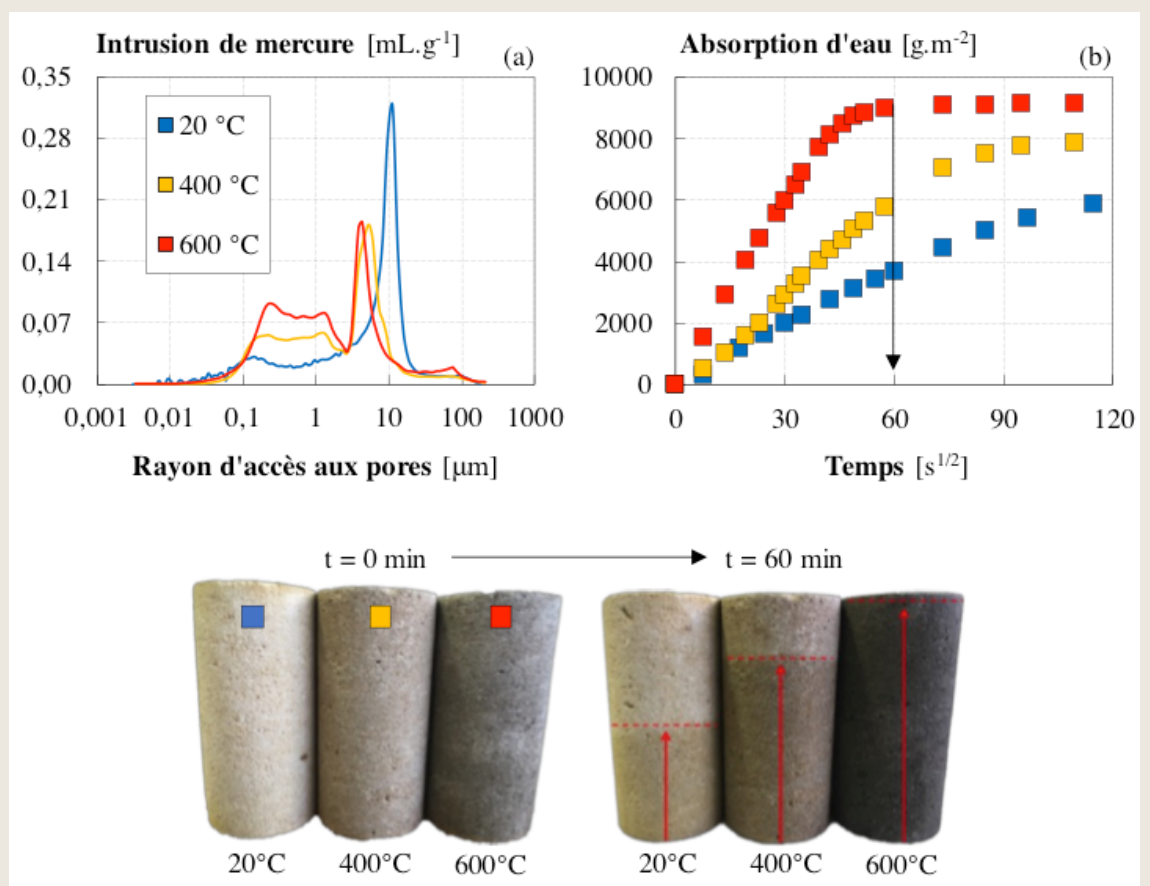 Intrusion de mercure [mL.g⁻¹] (a)
0,35
0,28
0,21
0,14
0,07
0,00
20 °C
400 °C
600 °C
0,001 0,01 0,1 1 10 100 1000
Rayon d'accès aux pores [µm]
Absorption d'eau [g.m⁻²] (b)
10000
8000
6000
4000
2000
0
0 30 60 90 120
Temps [s¹ᐟ²]
t = 0 min t = 60 min
20°C 400°C 600°C 20°C 400°C 600°C